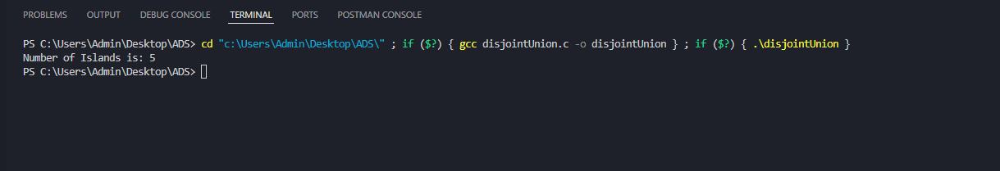 PROBLEMS OUTPUT DEBUG CONSOLE TERMINAL PORTS POSTMAN CONSOLE
PS C:\Users\Admin\Desktop\ADS> cd "c:\Users\Admin\Desktop\ADS\" ; if ($?) { gcc disjointUnion.c -o disjointUnion } ; if ($?) { .\disjointUnion }
Number of Islands is: 5
PS C:\Users\Admin\Desktop\ADS>